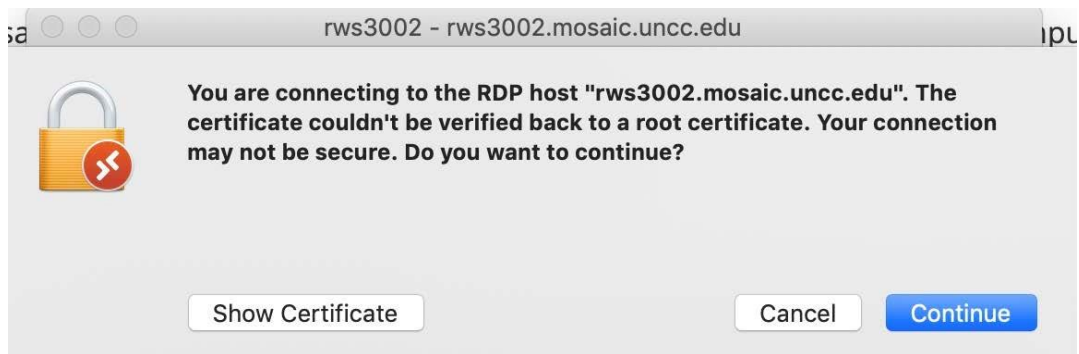 rws3002 - rws3002.mosaic.uncc.edu
You are connecting to the RDP host "rws3002.mosaic.uncc.edu". The
certificate couldn't be verified back to a root certificate. Your connection
may not be secure. Do you want to continue?
Show Certificate
Cancel
Continue